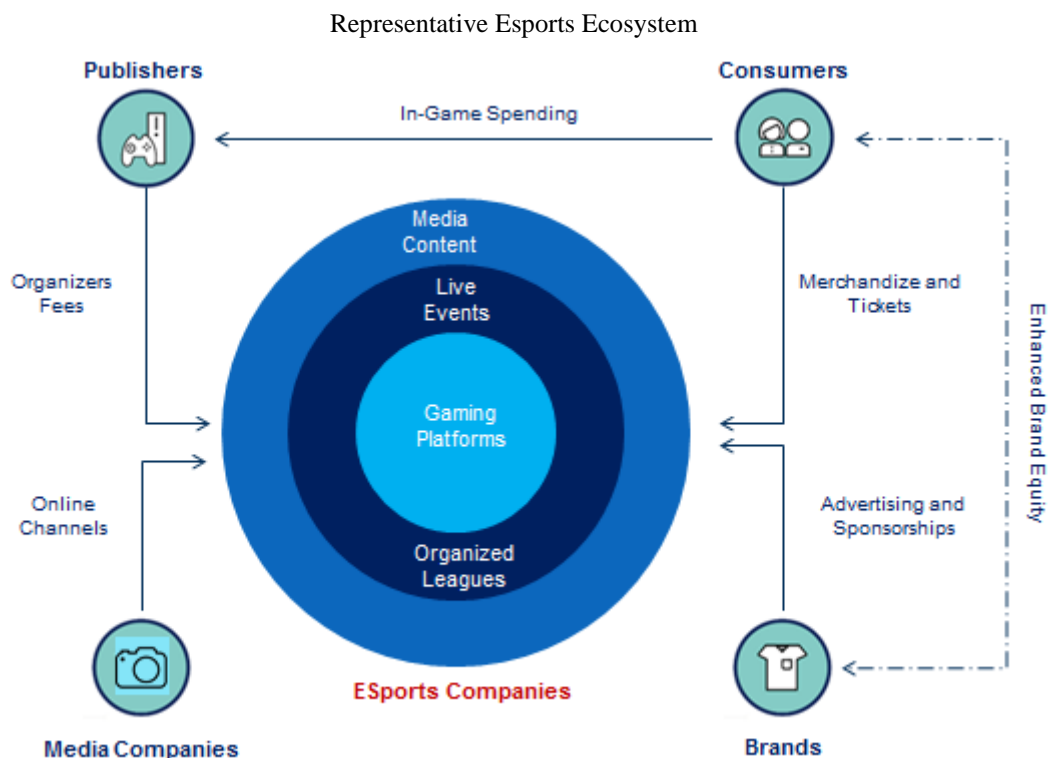 Representative Esports Ecosystem
Publishers
Consumers
In-Game Spending
Media
Content
Organizers
Fees
Live
Events
Merchandize and
Tickets
Enhanced Brand Equity
Gaming
Platforms
Online
Channels
Advertising and
Sponsorships
Organized
Leagues
ESports Companies
Media Companies
Brands